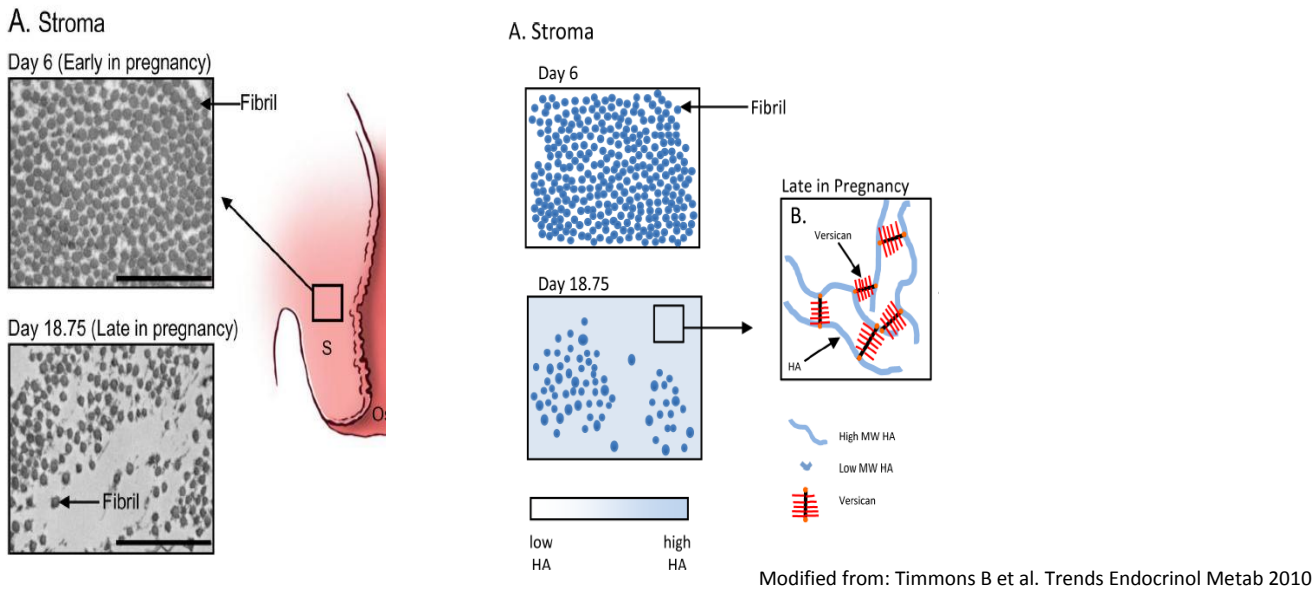 A. Stroma
Day 6 (Early in pregnancy)
Fibril
S
Os
Day 18.75 (Late in pregnancy)
Fibril
A. Stroma
Day 6
Fibril
Day 18.75
low
HA
high
HA
Late in Pregnancy
B.
Versican
HA
High MW HA
Low MW HA
Versican
Modified from: Timmons B et al. Trends Endocrinol Metab 2010